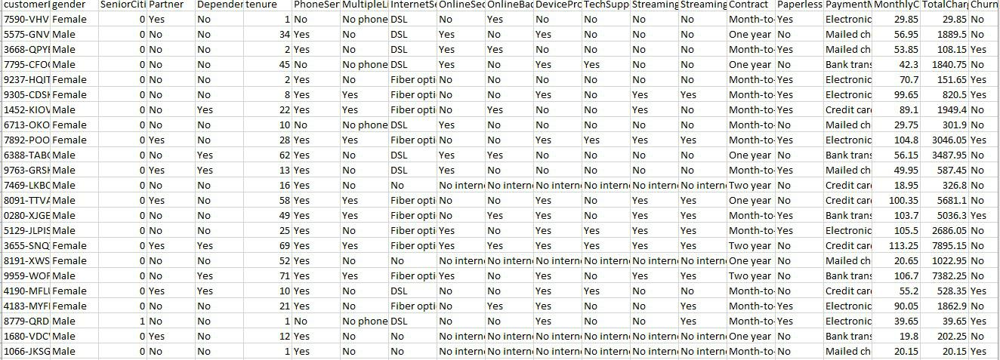 customerI gender SeniorCiti Partner Depender tenure PhoneSer MultipleLi InternetSe OnlineSec OnlineBac DevicePro TechSupp Streaming Streaming Contract Paperless PaymentM MonthlyC TotalCharg Churn
7590-VHV Female 0 Yes No 1 No No phone DSL No Yes No No No No Month-to- Yes Electronic 29.85 29.85 No
5575-GNV Male 0 No No 34 Yes No DSL Yes No Yes No No No One year No Mailed ch 56.95 1889.5 No
3668-QPYE Male 0 No No 2 Yes No DSL Yes Yes No No No No Month-to- Yes Mailed ch 53.85 108.15 Yes
7795-CFOC Male 0 No No 45 No No phone DSL Yes No Yes Yes No No One year No Bank trans 42.3 1840.75 No
9237-HQIT Female 0 No No 2 Yes No Fiber opti No No No No No No Month-to- Yes Electronic 70.7 151.65 Yes
9305-CDSK Female 0 No No 8 Yes Yes Fiber opti No No Yes No Yes Yes Month-to- Yes Electronic 99.65 820.5 Yes
1452-KIOV Male 0 No Yes 22 Yes Yes Fiber opti No Yes No No Yes No Month-to- Yes Credit car 89.1 1949.4 No
6713-OKO Female 0 No No 10 No No phone DSL Yes No No No No No Month-to- No Mailed ch 29.75 301.9 No
7892-POO Female 0 Yes No 28 Yes Yes Fiber opti No No Yes Yes Yes Yes Month-to- Yes Electronic 104.8 3046.05 Yes
6388-TABC Male 0 No Yes 62 Yes No DSL Yes Yes No No No No One year No Bank trans 56.15 3487.95 No
9763-GRSK Male 0 Yes Yes 13 Yes No DSL Yes No No No No No Month-to- Yes Mailed ch 49.95 587.45 No
7469-LKBC Male 0 No No 16 Yes No No No intern No intern No intern No intern No intern No intern Two year No Credit car 18.95 326.8 No
8091-TTVA Male 0 Yes No 58 Yes Yes Fiber opti No No Yes No Yes Yes One year No Credit car 100.35 5681.1 No
0280-XJGE Male 0 No No 49 Yes Yes Fiber opti No Yes Yes No Yes Yes Month-to- Yes Bank trans 103.7 5036.3 Yes
5129-JLPIS Male 0 No No 25 Yes No Fiber opti Yes No Yes Yes Yes Yes Month-to- Yes Electronic 105.5 2686.05 No
3655-SNQ Female 0 Yes Yes 69 Yes Yes Fiber opti Yes Yes Yes Yes Yes Yes Two year No Credit car 113.25 7895.15 No
8191-XWS Female 0 No No 52 Yes No No No intern No intern No intern No intern No intern No intern One year No Mailed ch 20.65 1022.95 No
9959-WOF Male 0 No Yes 71 Yes Yes Fiber opti Yes No Yes No Yes Yes Two year No Bank trans 106.7 7382.25 No
4190-MFLU Female 0 Yes Yes 10 Yes No DSL No No Yes Yes No No Month-to- No Credit car 55.2 528.35 Yes
4183-MYFI Female 0 No No 21 Yes No Fiber opti No Yes Yes No No Yes Month-to- Yes Electronic 90.05 1862.9 No
8779-QRD Male 1 No No 1 No No phone DSL No No Yes No No Yes Month-to- Yes Electronic 39.65 39.65 Yes
1680-VDC Male 0 Yes No 12 Yes No No No intern No intern No intern No intern No intern No intern One year No Bank trans 19.8 202.25 No
1066-JKSG Male 0 No No 1 Yes No No No intern No intern No intern No intern No intern No intern Month-to- No Mailed ch 20.15 20.15 Yes